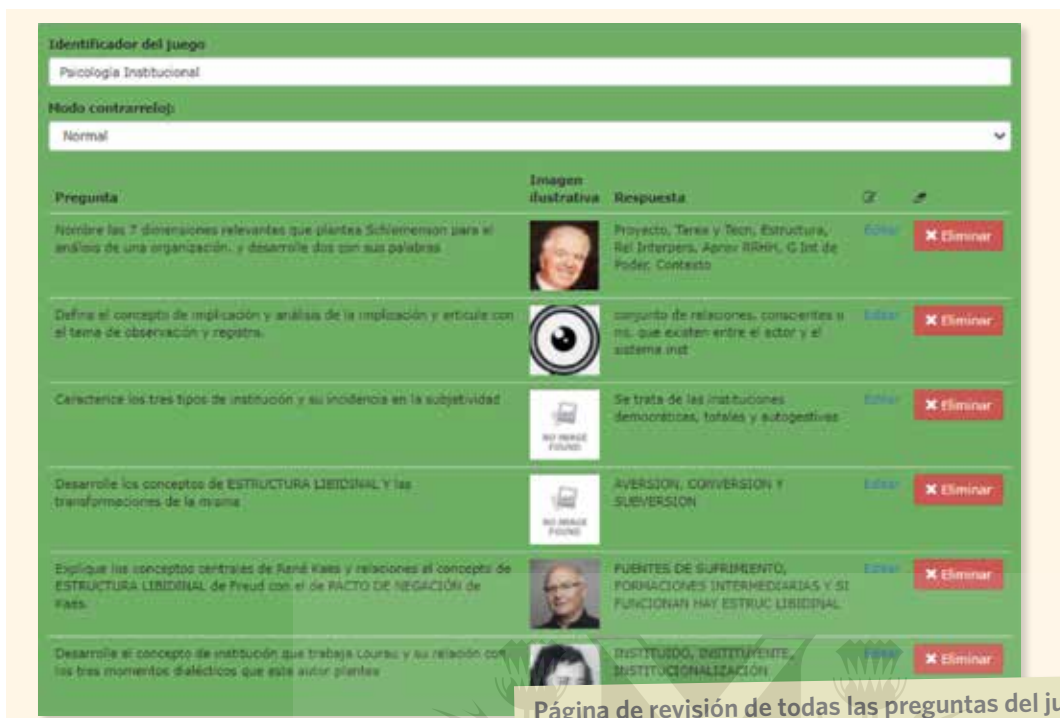 Identificador del juego
Psicología Institucional
Modo contrarreloj:
Normal
Pregunta
Imagen
ilustrativa
Respuesta
Nombre las 7 dimensiones relevantes que plantea Schlemenson para el
análisis de una organización. y desarrolle dos con sus palabras
Proyecto, Tarea y Tecn, Estructura,
Rel Interpers, Aprov RRHH, G Int de
Poder, Contexto
Editar
Eliminar
Defina el concepto de implicación y análisis de la implicación y articule con
el tema de observación y registro.
conjunto de relaciones, conscientes o
no, que existen entre el actor y el
sistema inst
Editar
Eliminar
Caracterice los tres tipos de institución y su incidencia en la subjetividad
NO IMAGE
FOUND
Se trata de las instituciones
democráticas, totales y autogestivas
Editar
Eliminar
Desarrolle los conceptos de ESTRUCTURA LIBIDINAL Y las
transformaciones de la misma
NO IMAGE
FOUND
AVERSION, CONVERSION Y
SUBVERSION
Editar
Eliminar
Explique los conceptos centrales de René Kaes y relaciones el concepto de
ESTRUCTURA LIBIDINAL de Freud con el de PACTO DE NEGACIÓN de
Kaes.
FUENTES DE SUFRIMIENTO,
FORMACIONES INTERMEDIARIAS Y SI
FUNCIONAN HAY ESTRUC LIBIDINAL
Editar
Eliminar
Desarrolle el concepto de institución que trabaja Lourau y su relación con
los tres momentos dialécticos que este autor plantea
INSTITUIDO, INSTITUYENTE,
INSTITUCIONALIZACIÓN
Editar
Eliminar
Página de revisión de todas las preguntas del ju